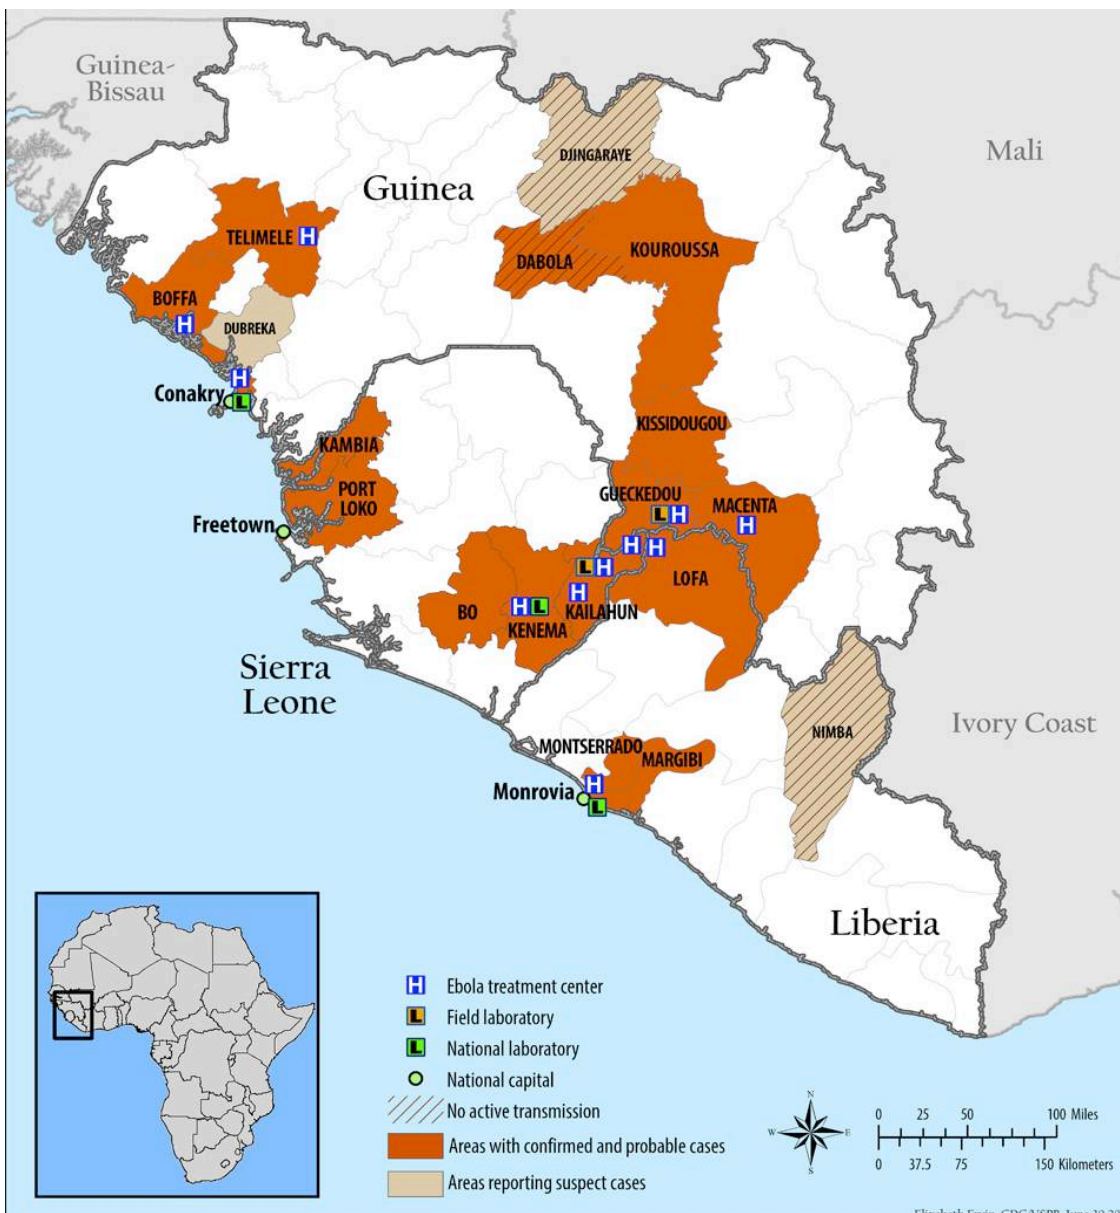 Guinea-
Bissau
Mali
DJINGARAYE
Guinea
TELIMELE
H
KOUROUSSA
DABOLA
BOFFA
H
DUBREKA
H
Conakry
L
KISSIDOUGOU
KAMBIA
PORT
LOKO
GUECKEDOU
MACENTA
L H
H
Freetown
H H
L H
LOFA
H
KAILAHUN
BO
H L
KENEMA
Sierra
Leone
Ivory Coast
NIMBA
MONTSERRADO
MARGIBI
H
Monrovia
L
Liberia
H Ebola treatment center
L Field laboratory
L National laboratory
National capital
No active transmission
Areas with confirmed and probable cases
Areas reporting suspect cases
N
W E
S
0 25 50 100 Miles
0 37.5 75 150 Kilometers